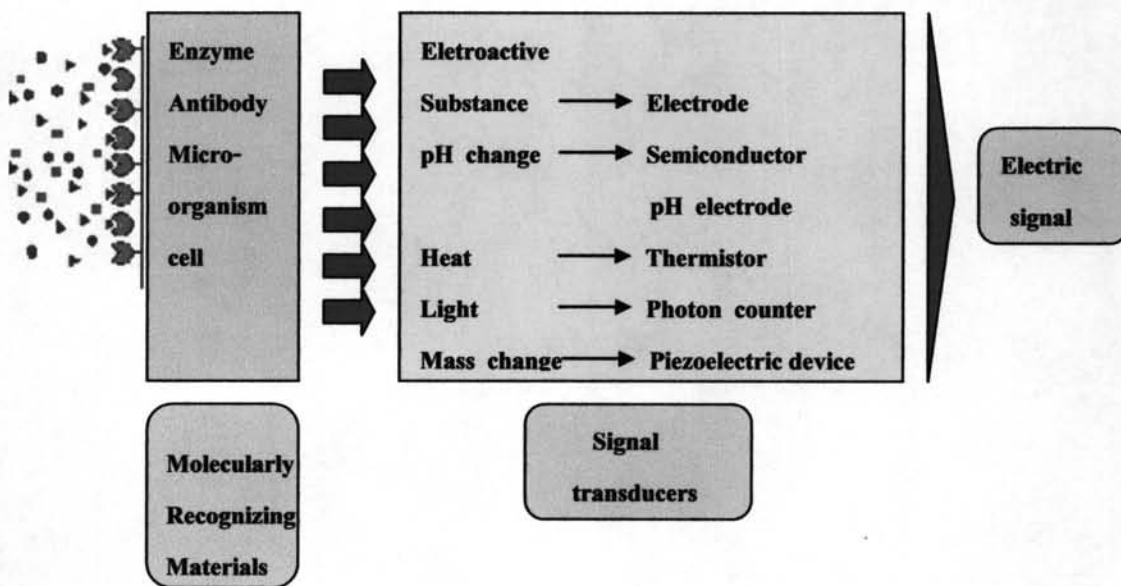 Enzyme
Antibody
Micro-
organism
cell
Eletroactive
Substance
Electrode
pH change
Semiconductor
pH electrode
Heat
Thermistor
Light
Photon counter
Mass change
Piezoelectric device
Electric
signal
Molecularly
Recognizing
Materials
Signal
transducers